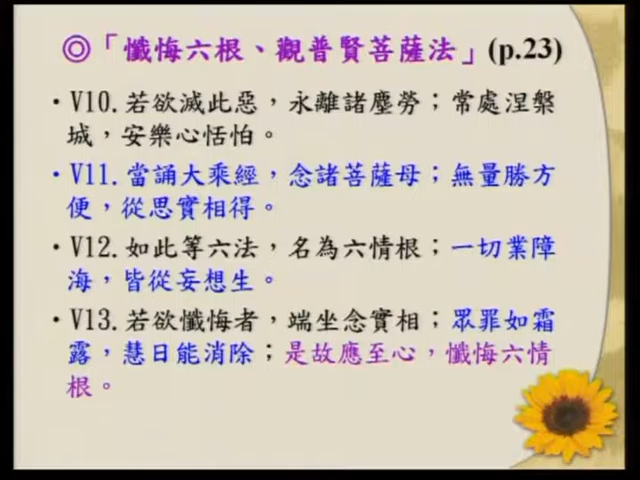 ◎「懺悔六根、觀普賢菩薩法」(p.23)
・V10.若欲滅此惡，永離諸塵勞；常處涅槃
城，安樂心恬怕。
・V11.當誦大乘經，念諸菩薩母；無量勝方
便，從思實相得。
・V12.如此等六法，名為六情根；一切業障
海，皆從妄想生。
・V13.若欲懺悔者，端坐念實相；眾罪如霜
露，慧日能消除；是故應至心，懺悔六情
根。